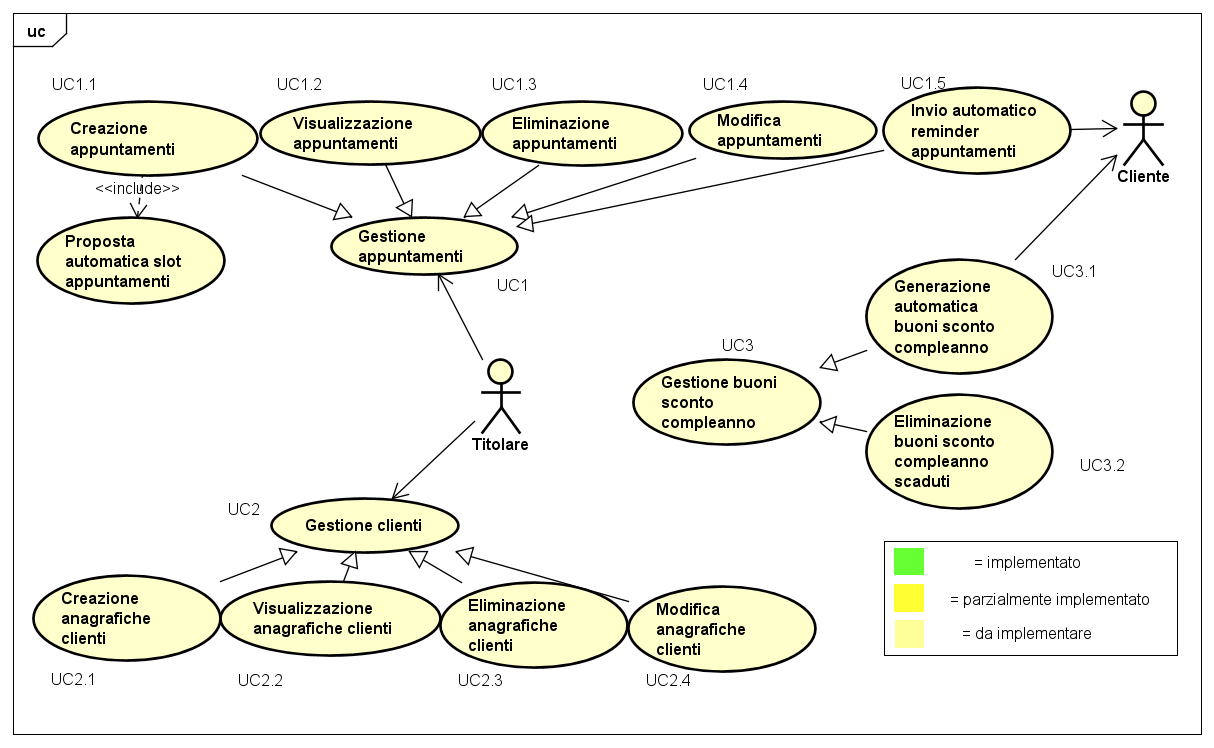 uc
UC1.1
UC1.2
UC1.3
UC1.4
UC1.5
Creazione
appuntamenti
Visualizzazione
appuntamenti
Eliminazione
appuntamenti
Modifica
appuntamenti
Invio automatico
reminder
appuntamenti
Cliente
<<include>>
Proposta
automatica slot
appuntamenti
Gestione
appuntamenti
UC1
UC3.1
Generazione
automatica
buoni sconto
compleanno
UC3
Gestione buoni
sconto
compleanno
Titolare
Eliminazione
buoni sconto
compleanno
scaduti
UC3.2
UC2
Gestione clienti
Creazione
anagrafiche
clienti
Visualizzazione
anagrafiche clienti
Eliminazione
anagrafiche
clienti
Modifica
anagrafiche
clienti
UC2.1
UC2.2
UC2.3
UC2.4
= implementato
= parzialmente implementato
= da implementare